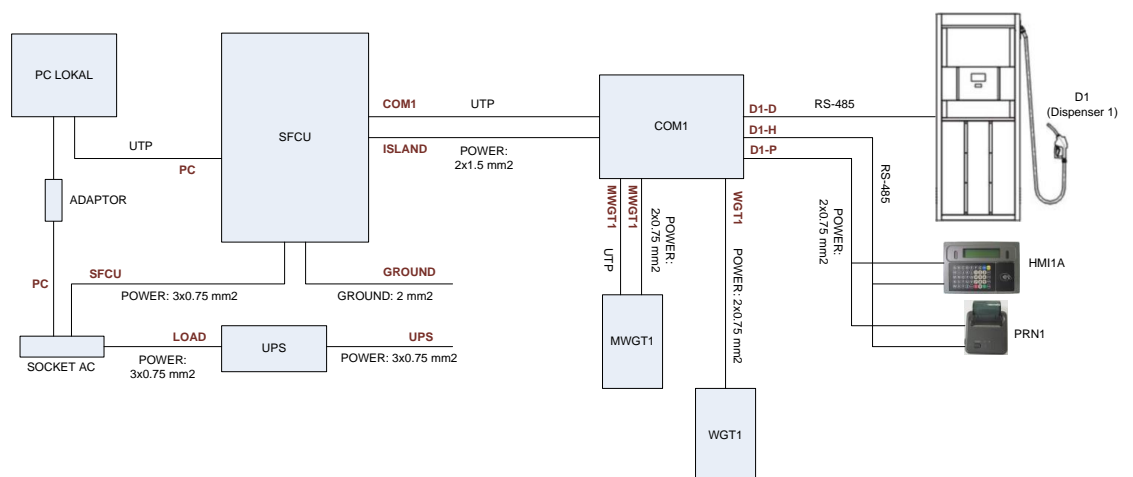 PC LOKAL
UTP
PC
ADAPTOR
PC
SFCU
COM1
ISLAND
UTP
POWER:
2x1.5 mm2
COM1
D1-D
D1-H
D1-P
RS-485
RS-485
D1
(Dispenser 1)
SFCU
POWER: 3x0.75 mm2
GROUND
GROUND: 2 mm2
SOCKET AC
LOAD
POWER:
3x0.75 mm2
UPS
UPS
POWER: 3x0.75 mm2
MWGT1
MWGT1
UTP
POWER:
2x0.75 mm2
WGT1
POWER: 2x0.75 mm2
POWER:
2x0.75 mm2
HMI1A
PRN1
MWGT1
WGT1